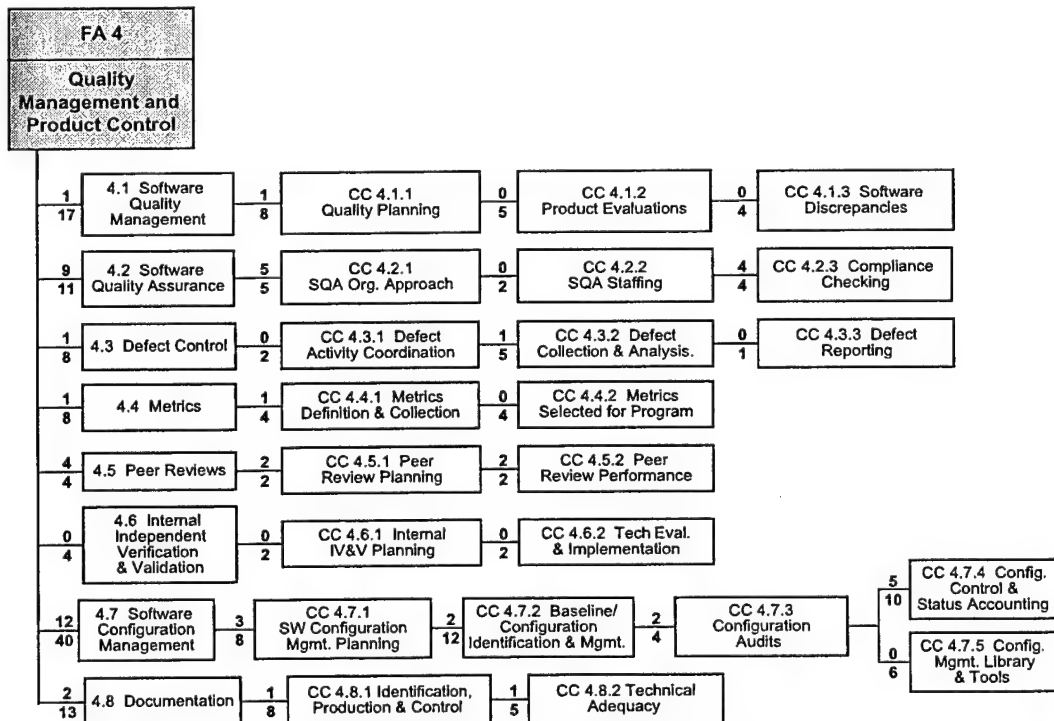 FA 4
Quality
Management and
Product Control
1
17
4.1 Software
Quality
Management
1
8
CC 4.1.1
Quality Planning
0
5
CC 4.1.2
Product Evaluations
0
4
CC 4.1.3 Software
Discrepancies
9
11
4.2 Software
Quality Assurance
5
5
CC 4.2.1
SQA Org. Approach
0
2
CC 4.2.2
SQA Staffing
4
4
CC 4.2.3 Compliance
Checking
1
8
4.3 Defect Control
0
2
CC 4.3.1 Defect
Activity Coordination
1
5
CC 4.3.2 Defect
Collection & Analysis.
0
1
CC 4.3.3 Defect
Reporting
1
8
4.4 Metrics
1
4
CC 4.4.1 Metrics
Definition & Collection
0
4
CC 4.4.2 Metrics
Selected for Program
4
4
4.5 Peer Reviews
2
2
CC 4.5.1 Peer
Review Planning
2
2
CC 4.5.2 Peer
Review Performance
0
4
4.6 Internal
Independent
Verification
& Validation
0
2
CC 4.6.1 Internal
IV&V Planning
0
2
CC 4.6.2 Tech Eval.
& Implementation
12
40
4.7 Software
Configuration
Management
3
8
CC 4.7.1
SW Configuration
Mgmt. Planning
2
12
CC 4.7.2 Baseline/
Configuration
Identification & Mgmt.
2
4
CC 4.7.3
Configuration
Audits
5
10
CC 4.7.4 Config.
Control &
Status Accounting
0
6
CC 4.7.5 Config.
Mgmt. Library
& Tools
2
13
4.8 Documentation
1
8
CC 4.8.1 Identification,
Production & Control
1
5
CC 4.8.2 Technical
Adequacy